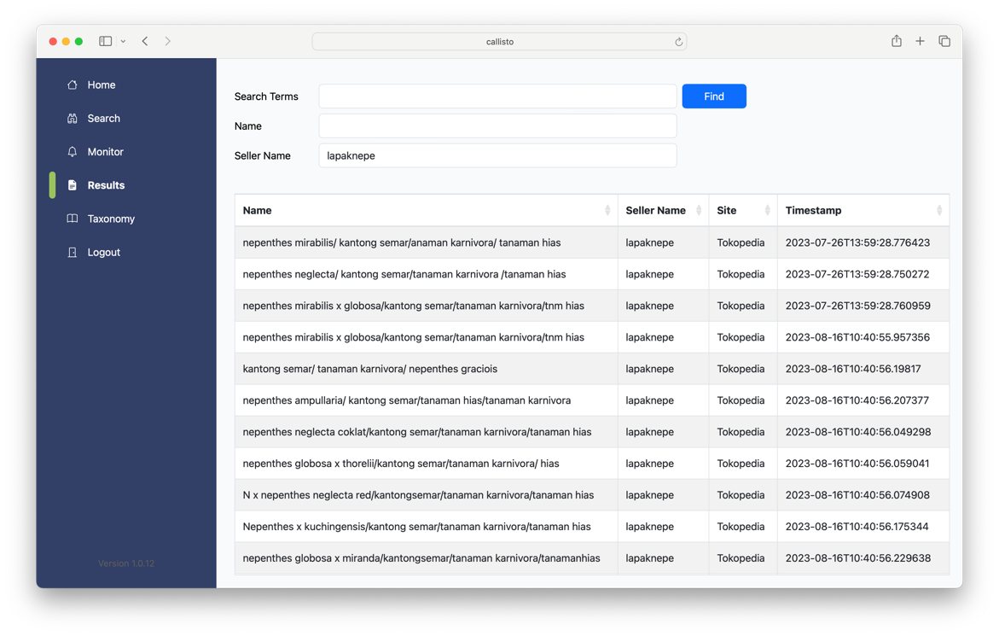 callisto
Home
Search
Monitor
Results
Taxonomy
Logout
Version 1.0.12
Search Terms
Find
Name
Seller Name lapaknepe
Name Seller Name Site Timestamp
nepenthes mirabilis/ kantong semar/anaman karnivora/ tanaman hias lapaknepe Tokopedia 2023-07-26T13:59:28.776423
nepenthes neglecta/ kantong semar/tanaman karnivora /tanaman hias lapaknepe Tokopedia 2023-07-26T13:59:28.750272
nepenthes mirabilis x globosa/kantong semar/tanaman karnivora/tnm hias lapaknepe Tokopedia 2023-07-26T13:59:28.760959
nepenthes mirabilis x globosa/kantong semar/tanaman karnivora/tnm hias lapaknepe Tokopedia 2023-08-16T10:40:55.957356
kantong semar/ tanaman karnivora/ nepenthes graciois lapaknepe Tokopedia 2023-08-16T10:40:56.19817
nepenthes ampullaria/ kantong semar/tanaman hias/tanaman karnivora lapaknepe Tokopedia 2023-08-16T10:40:56.207377
nepenthes neglecta coklat/kantong semar/tanaman karnivora/tanaman hias lapaknepe Tokopedia 2023-08-16T10:40:56.049298
nepenthes globosa x thorelii/kantong semar/tanaman karnivora/ hias lapaknepe Tokopedia 2023-08-16T10:40:56.059041
N x nepenthes neglecta red/kantongsemar/tanaman karnivora/tanaman hias lapaknepe Tokopedia 2023-08-16T10:40:56.074908
Nepenthes x kuchingensis/kantong semar/tanaman karnivora/tanaman hias lapaknepe Tokopedia 2023-08-16T10:40:56.175344
nepenthes globosa x miranda/kantongsemar/tanaman karnivora/tanamanhias lapaknepe Tokopedia 2023-08-16T10:40:56.229638